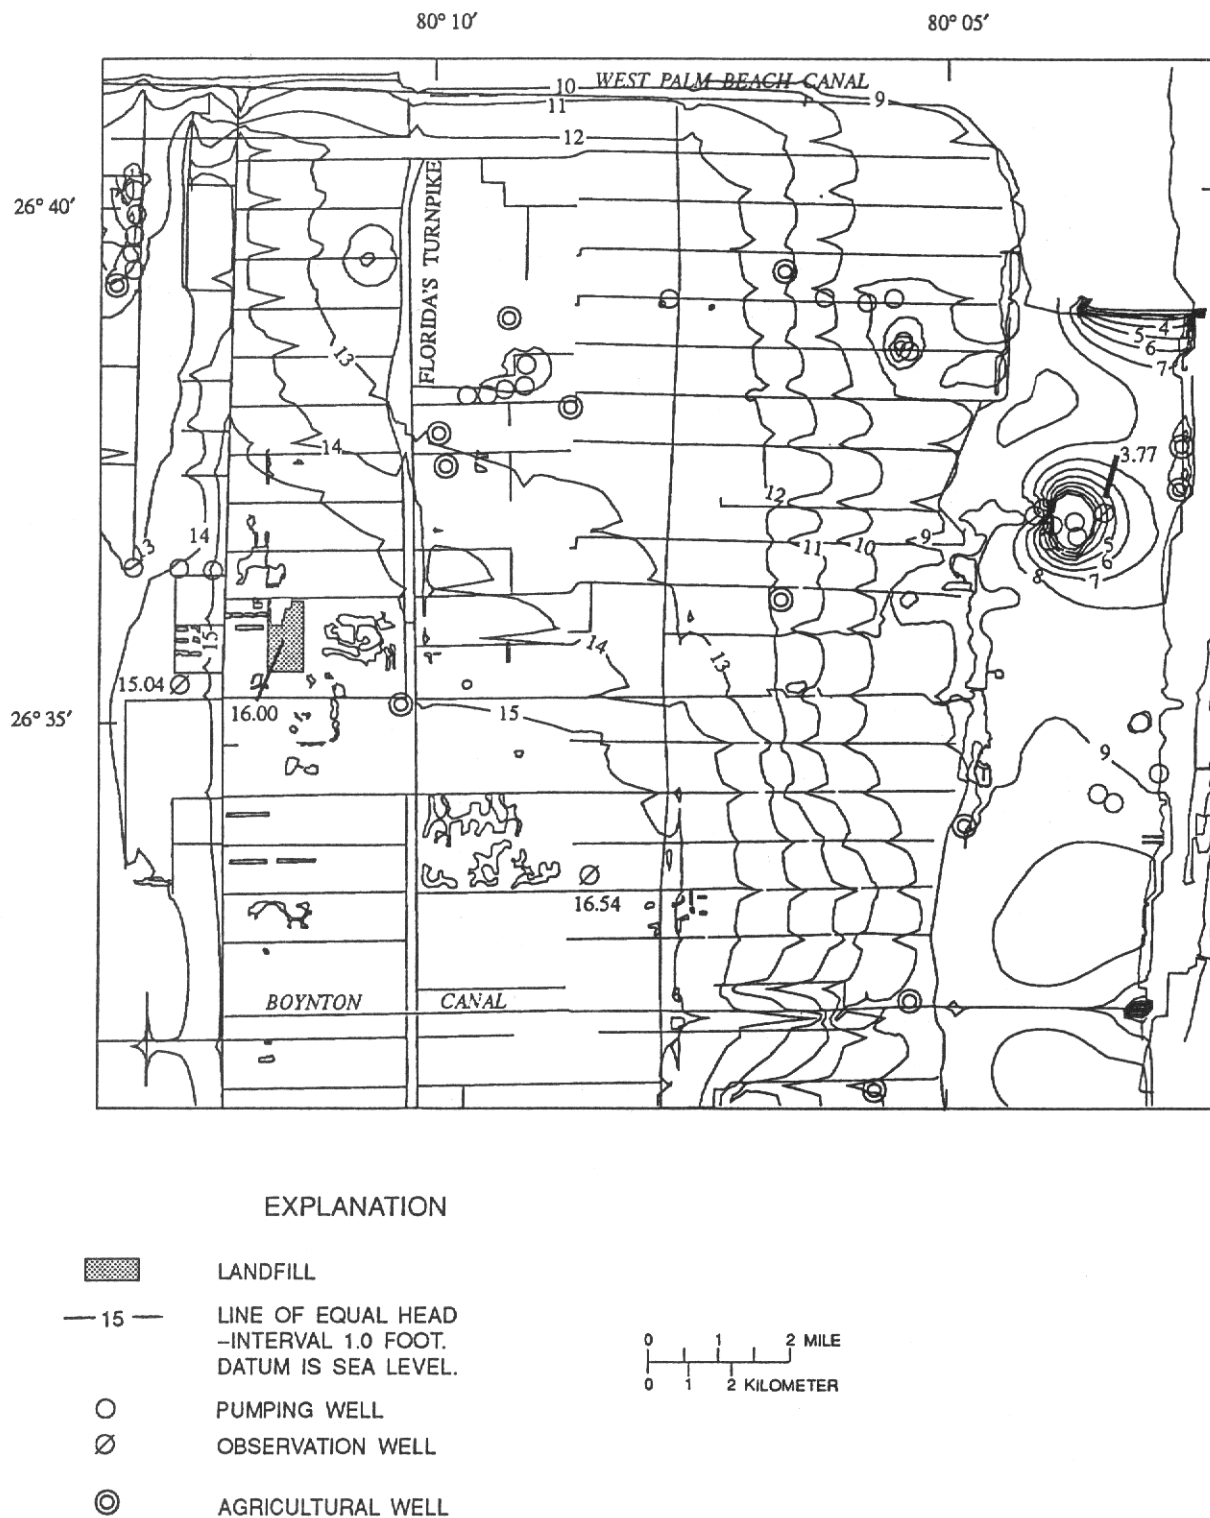 80° 10′ 80° 05′
WEST PALM BEACH CANAL
10
9
11
12
26° 40′
FLORIDA'S TURNPIKE
13
4
5
6
7
14
3.77
12
3
14
9
11
10
5
6
8
7
15
14
13
15.04
16.00
15
26° 35′
9
16.54
BOYNTON CANAL
EXPLANATION
LANDFILL
15 LINE OF EQUAL HEAD
–INTERVAL 1.0 FOOT.
DATUM IS SEA LEVEL.
0 1 2 MILE
0 1 2 KILOMETER
PUMPING WELL
OBSERVATION WELL
AGRICULTURAL WELL